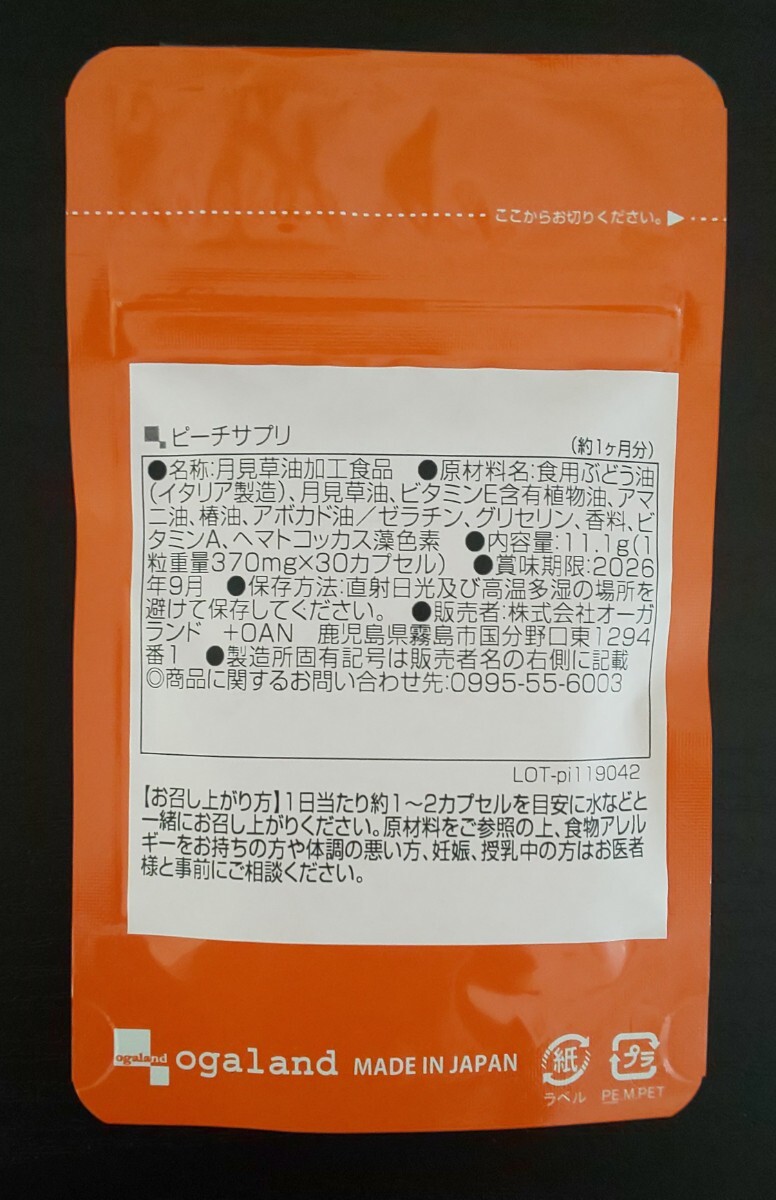 ここからお切りください。▶
ピーチサプリ
(約1ヶ月分)
●名称:月見草油加工食品 ●原材料名:食用ぶどう油
(イタリア製造)、月見草油、ビタミンE含有植物油、アマ
ニ油、椿油、アボカド油／ゼラチン、グリセリン、香料、ビ
タミンA、ヘマトコッカス藻色素 ●内容量:11.1g(1
粒重量370mg×30カプセル) ●賞味期限:2026
年9月 ●保存方法:直射日光及び高温多湿の場所を
避けて保存してください。 ●販売者:株式会社オーガ
ランド +OAN 鹿児島県霧島市国分野口東1294
番1 ●製造所固有記号は販売者名の右側に記載
◎商品に関するお問い合わせ先:0995-55-6003
LOT-pi119042
【お召し上がり方】1日当たり約1～2カプセルを目安に水などと
一緒にお召し上がりください。原材料をご参照の上、食物アレル
ギーをお持ちの方や体調の悪い方、妊娠、授乳中の方はお医者
様と事前にご相談ください。
ogaland ogaland MADE IN JAPAN
紙 プラ
ラベル PE M.PET